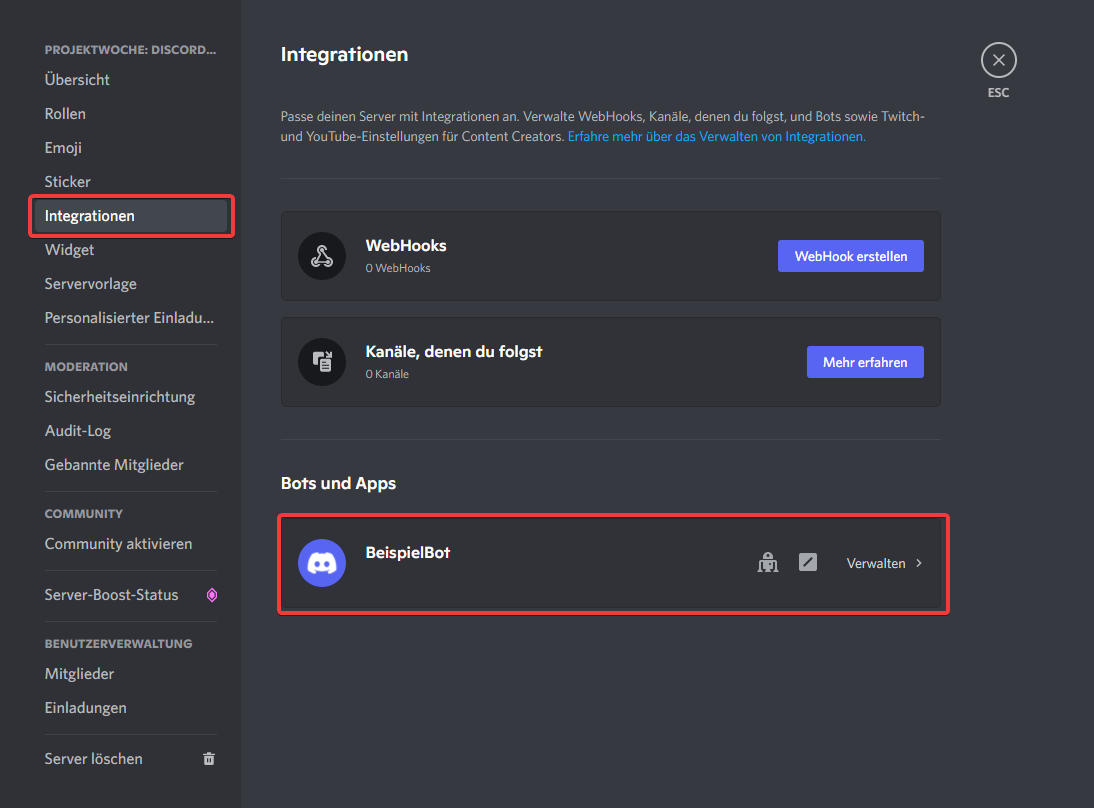 PROJEKTWOCHE: DISCORD...
Übersicht
Rollen
Emoji
Sticker
Integrationen
Widget
Servervorlage
Personalisierter Einladu...
MODERATION
Sicherheitseinrichtung
Audit-Log
Gebannte Mitglieder
COMMUNITY
Community aktivieren
Server-Boost-Status
BENUTZERVERWALTUNG
Mitglieder
Einladungen
Server löschen
Integrationen
ESC
Passe deinen Server mit Integrationen an. Verwalte WebHooks, Kanäle, denen du folgst, und Bots sowie Twitch-
und YouTube-Einstellungen für Content Creators. Erfahre mehr über das Verwalten von Integrationen.
WebHooks
0 WebHooks
WebHook erstellen
Kanäle, denen du folgst
0 Kanäle
Mehr erfahren
Bots und Apps
BeispielBot
Verwalten